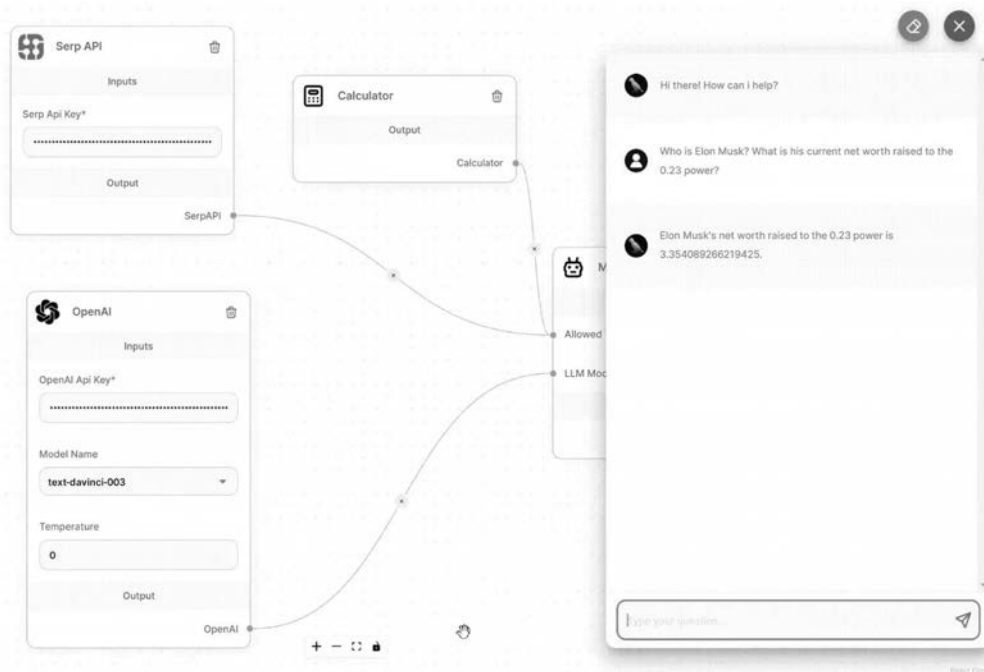 Serp API
Inputs
Serp Api Key*
Output
SerpAPI
Calculator
Output
Calculator
OpenAI
Inputs
OpenAI Api Key*
Model Name
text-davinci-003
Temperature
0
Output
OpenAI
M
Allowed
LLM Mod
Hi there! How can i help?
Who is Elon Musk? What is his current net worth raised to the
0.23 power?
Elon Musk's net worth raised to the 0.23 power is
3.354089266219425.
Type your question...